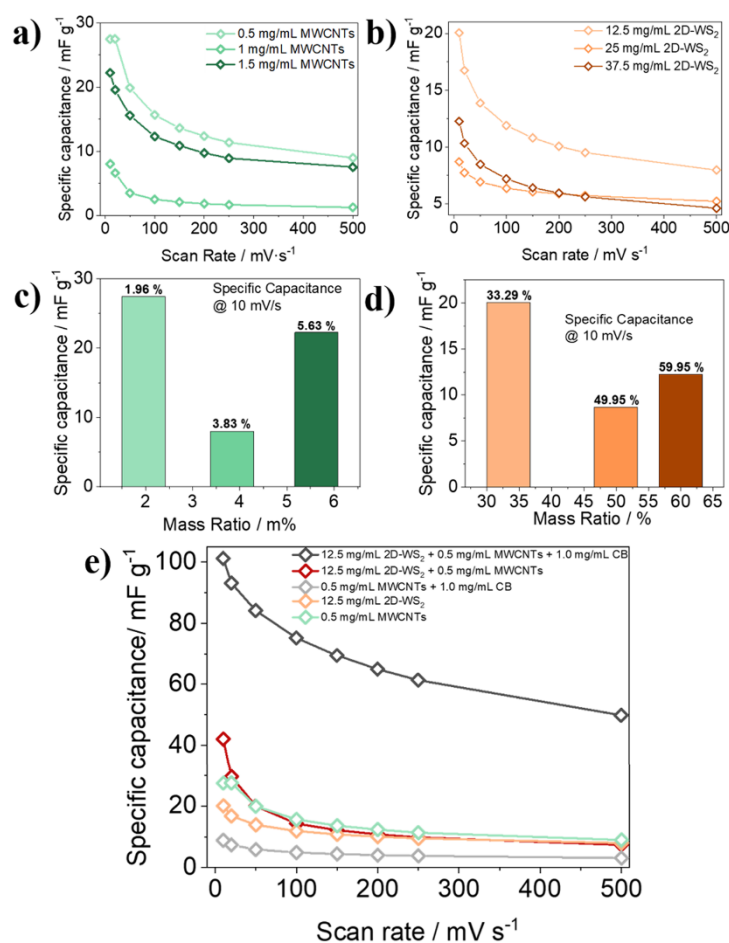 a)
Specific capacitance / mF g⁻¹
30
20
10
0
0.5 mg/mL MWCNTs
1 mg/mL MWCNTs
1.5 mg/mL MWCNTs
0 100 200 300 400 500
Scan Rate / mV·s⁻¹
b)
Specific capacitance / mF g⁻¹
20
15
10
5
12.5 mg/mL 2D-WS₂
25 mg/mL 2D-WS₂
37.5 mg/mL 2D-WS₂
0 100 200 300 400 500
Scan rate / mV s⁻¹
c)
Specific capacitance / mF g⁻¹
30
20
10
0
1.96 %
3.83 %
5.63 %
Specific Capacitance
@ 10 mV/s
2 3 4 5 6
Mass Ratio / m%
d)
Specific capacitance / mF g⁻¹
20
15
10
5
0
33.29 %
49.95 %
59.95 %
Specific Capacitance
@ 10 mV/s
30 35 40 45 50 55 60 65
Mass Ratio / %
e)
Specific capacitance/ mF g⁻¹
100
80
60
40
20
0
12.5 mg/mL 2D-WS₂ + 0.5 mg/mL MWCNTs + 1.0 mg/mL CB
12.5 mg/mL 2D-WS₂ + 0.5 mg/mL MWCNTs
0.5 mg/mL MWCNTs + 1.0 mg/mL CB
12.5 mg/mL 2D-WS₂
0.5 mg/mL MWCNTs
0 100 200 300 400 500
Scan rate / mV s⁻¹